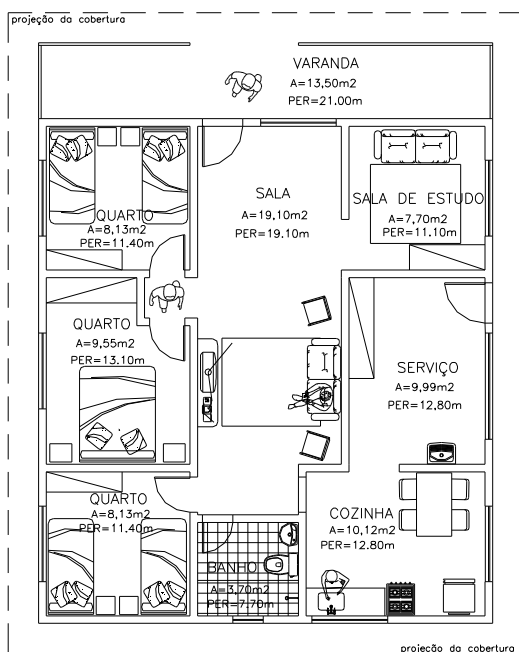 projeção da cobertura
VARANDA
A=13,50m2
PER=21.00m
QUARTO
A=8,13m2
PER=11.40m
SALA
A=19,10m2
PER=19.10m
SALA DE ESTUDO
A=7,70m2
PER=11.10m
QUARTO
A=9,55m2
PER=13.10m
SERVIÇO
A=9,99m2
PER=12.80m
QUARTO
A=8,13m2
PER=11.40m
COZINHA
A=10,12m2
PER=12.80m
BANHO
A=3,70m2
PER=7.70m
projeção da cobertura